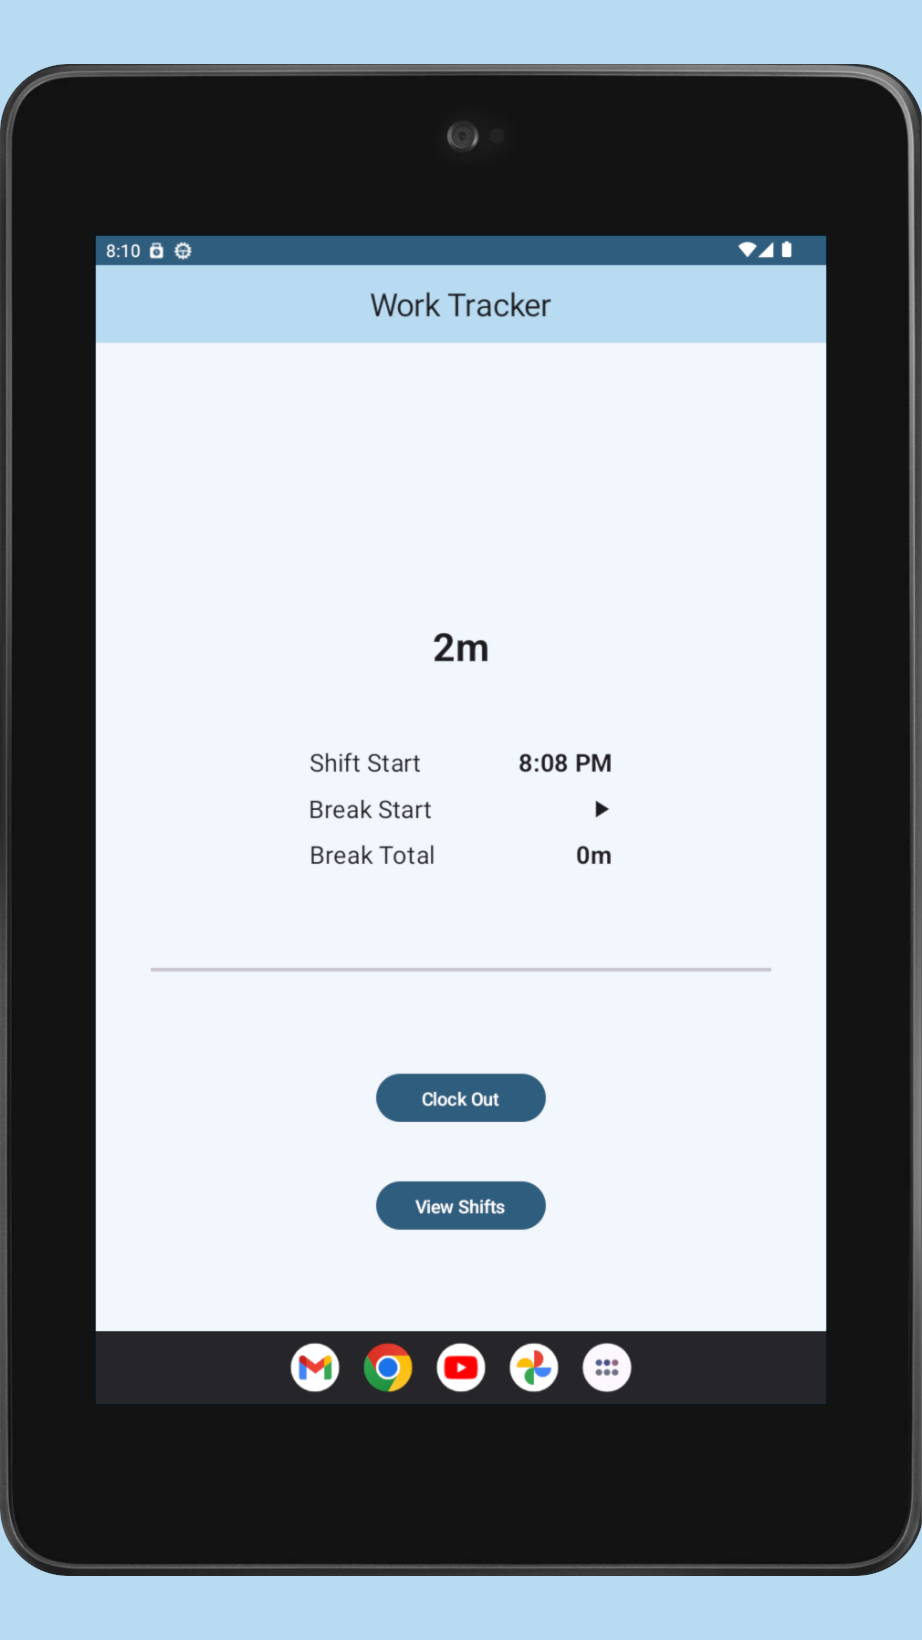 8:10
Work Tracker
2m
Shift Start 8:08 PM
Break Start
Break Total 0m
Clock Out
View Shifts